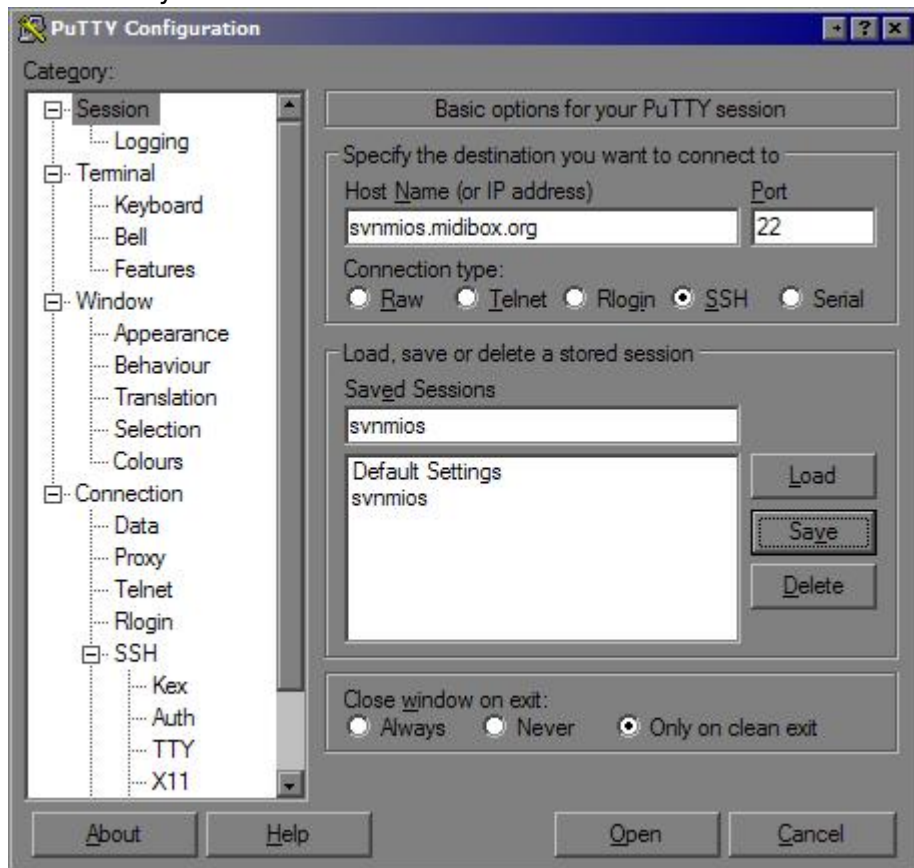 PuTTY Configuration
Category:
Session
Logging
Terminal
Keyboard
Bell
Features
Window
Appearance
Behaviour
Translation
Selection
Colours
Connection
Data
Proxy
Telnet
Rlogin
SSH
Kex
Auth
TTY
X11
Basic options for your PuTTY session
Specify the destination you want to connect to
Host Name (or IP address) Port
svnmios.midibox.org 22
Connection type:
Raw Telnet Rlogin SSH Serial
Load, save or delete a stored session
Saved Sessions
svnmios
Default Settings
svnmios
Load
Save
Delete
Close window on exit:
Always Never Only on clean exit
About Help Open Cancel